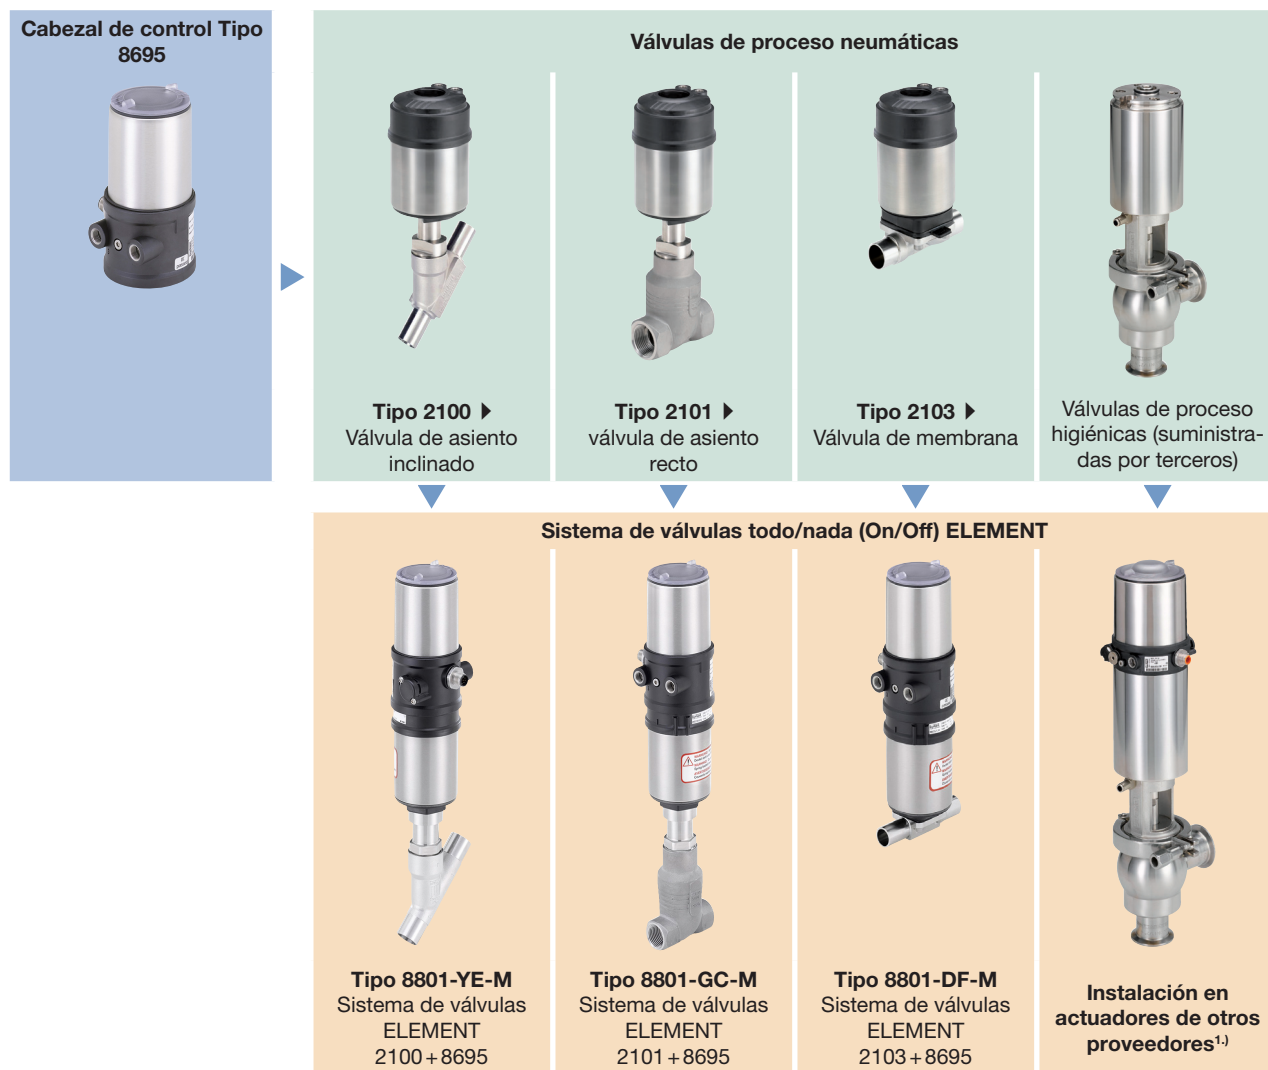 Cabezal de control Tipo
8695
Válvulas de proceso neumáticas
Tipo 2100
Válvula de asiento
inclinado
Tipo 2101
válvula de asiento
recto
Tipo 2103
Válvula de membrana
Válvulas de proceso
higiénicas (suministra-
das por terceros)
Sistema de válvulas todo/nada (On/Off) ELEMENT
Tipo 8801-YE-M
Sistema de válvulas
ELEMENT
2100 + 8695
Tipo 8801-GC-M
Sistema de válvulas
ELEMENT
2101 + 8695
Tipo 8801-DF-M
Sistema de válvulas
ELEMENT
2103 + 8695
Instalación en
actuadores de otros
proveedores1.)